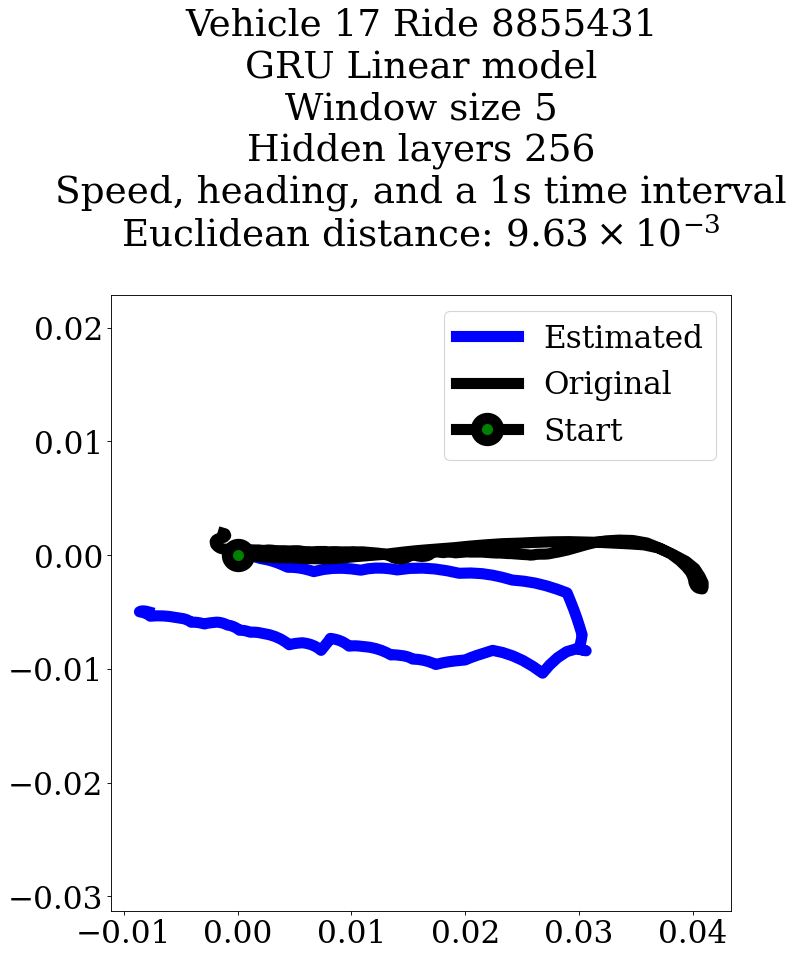 Vehicle 17 Ride 8855431
GRU Linear model
Window size 5
Hidden layers 256
Speed, heading, and a 1s time interval
Euclidean distance: 9.63 × 10⁻³
Estimated
Original
Start
0.02
0.01
0.00
−0.01
−0.02
−0.03
−0.01 0.00 0.01 0.02 0.03 0.04